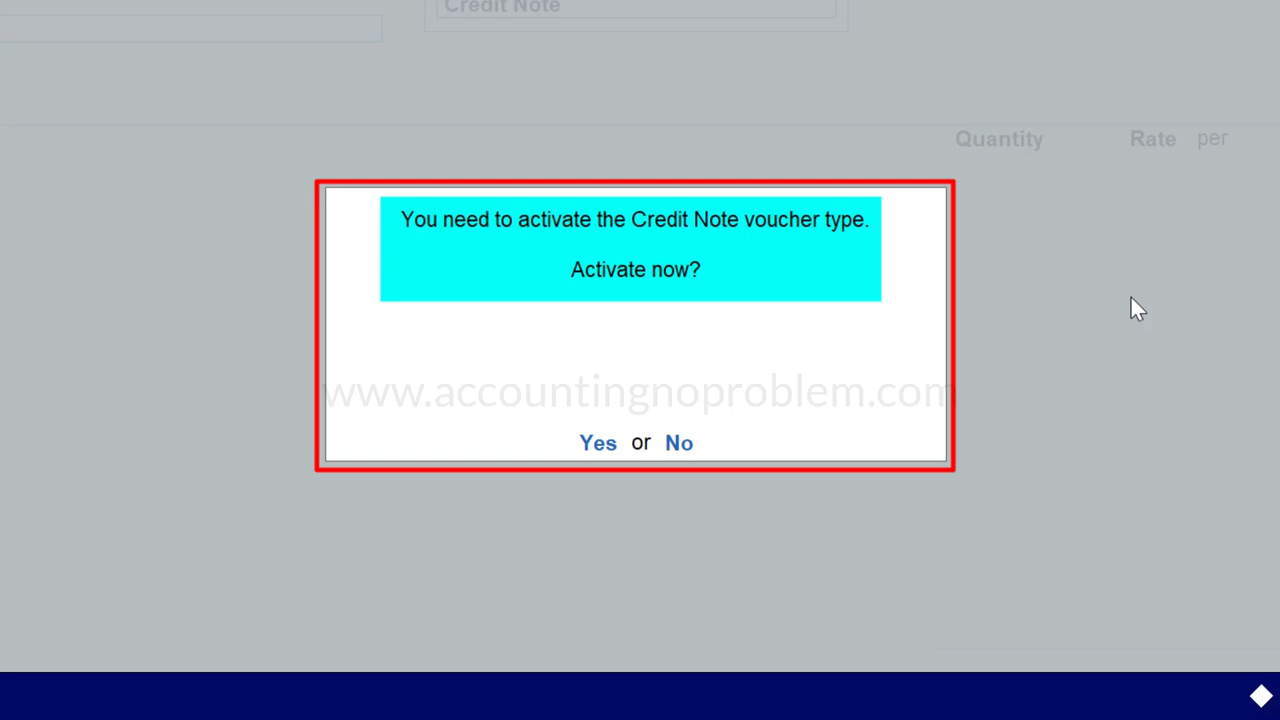 Credit Note
Quantity Rate per
You need to activate the Credit Note voucher type.
Activate now?
www.accountingnoproblem.com
Yes or No